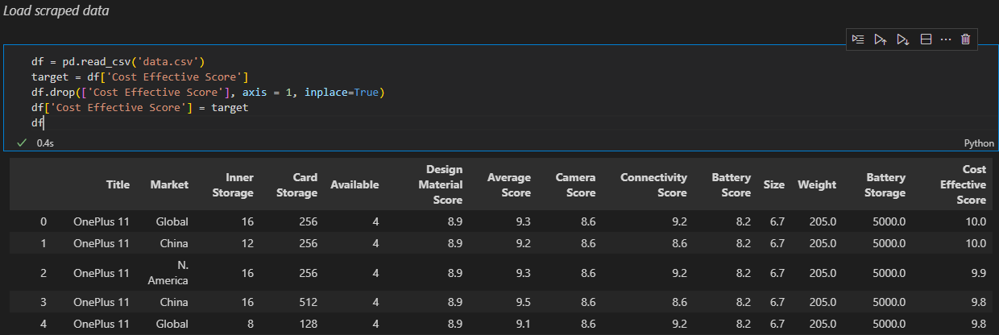 Load scraped data
df = pd.read_csv('data.csv')
target = df['Cost Effective Score']
df.drop(['Cost Effective Score'], axis = 1, inplace=True)
df['Cost Effective Score'] = target
df
0.4s
Python
Title Market Inner Storage Card Storage Available Design Material Score Average Score Camera Score Connectivity Score Battery Score Size Weight Battery Storage Cost Effective Score
0 OnePlus 11 Global 16 256 4 8.9 9.3 8.6 9.2 8.2 6.7 205.0 5000.0 10.0
1 OnePlus 11 China 12 256 4 8.9 9.2 8.6 8.6 8.2 6.7 205.0 5000.0 10.0
2 OnePlus 11 N. America 16 256 4 8.9 9.3 8.6 9.2 8.2 6.7 205.0 5000.0 9.9
3 OnePlus 11 China 16 512 4 8.9 9.5 8.6 8.6 8.2 6.7 205.0 5000.0 9.8
4 OnePlus 11 Global 8 128 4 8.9 9.1 8.6 9.2 8.2 6.7 205.0 5000.0 9.8